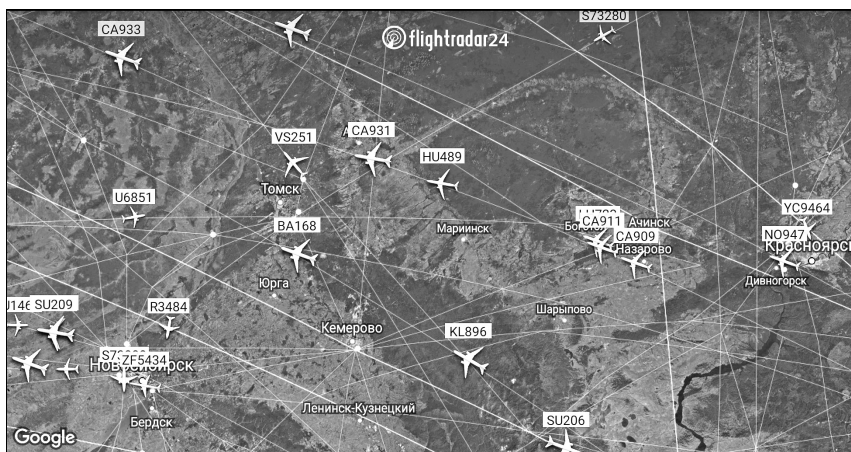 S73280
CA933
flightradar24
VS251
CA931
HU489
Томск
U6851
YC9464
BA168
Мариинск
CA911
Ачинск
CA909
Назарово
NO947
Красноярск
Юрга
Дивногорск
SU209
R3484
Шарыпово
Кемерово
KL896
ZF5434
Новосибирск
Ленинск-Кузнецкий
Бердск
SU206
Google